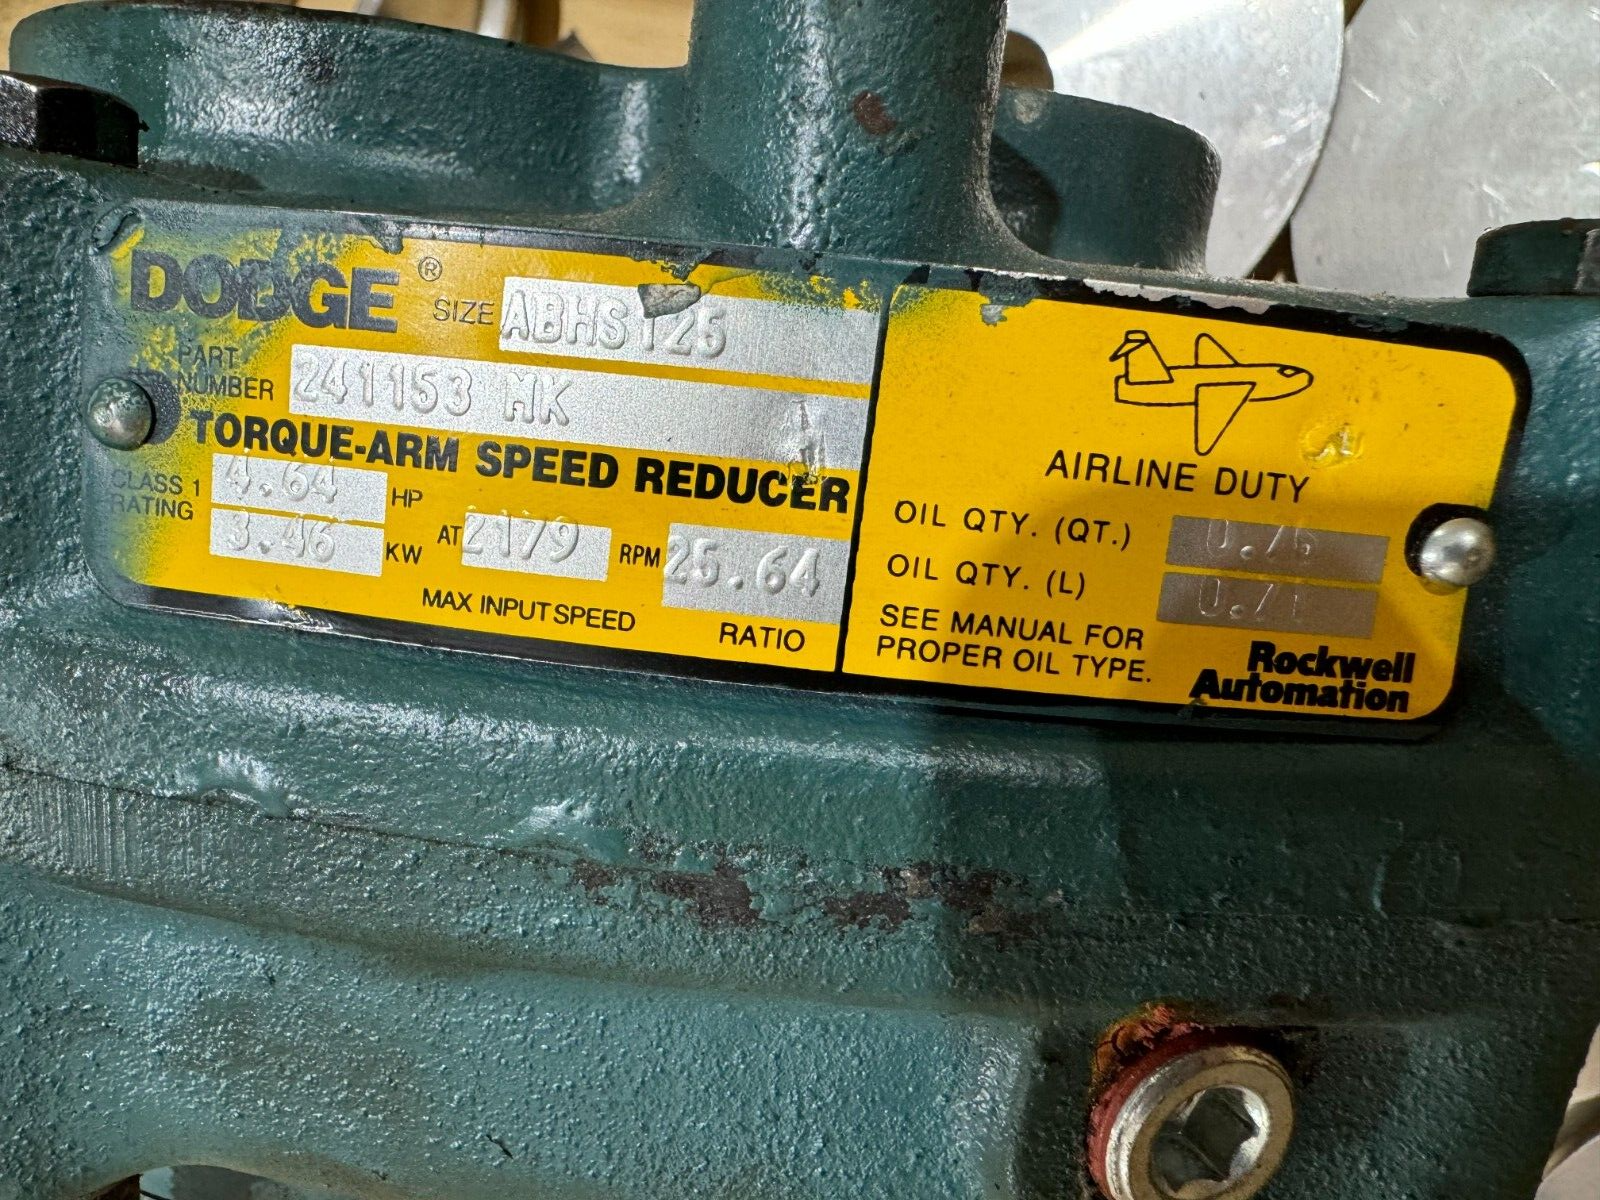 DODGE ® SIZE ABHS125
PART NUMBER 241153 MK
TORQUE-ARM SPEED REDUCER
CLASS 1 RATING 4.64 HP
3.46 KW AT 2179 RPM 25.64
MAX INPUT SPEED RATIO
AIRLINE DUTY
OIL QTY. (QT.)
OIL QTY. (L) 0.71
SEE MANUAL FOR
PROPER OIL TYPE.
Rockwell
Automation